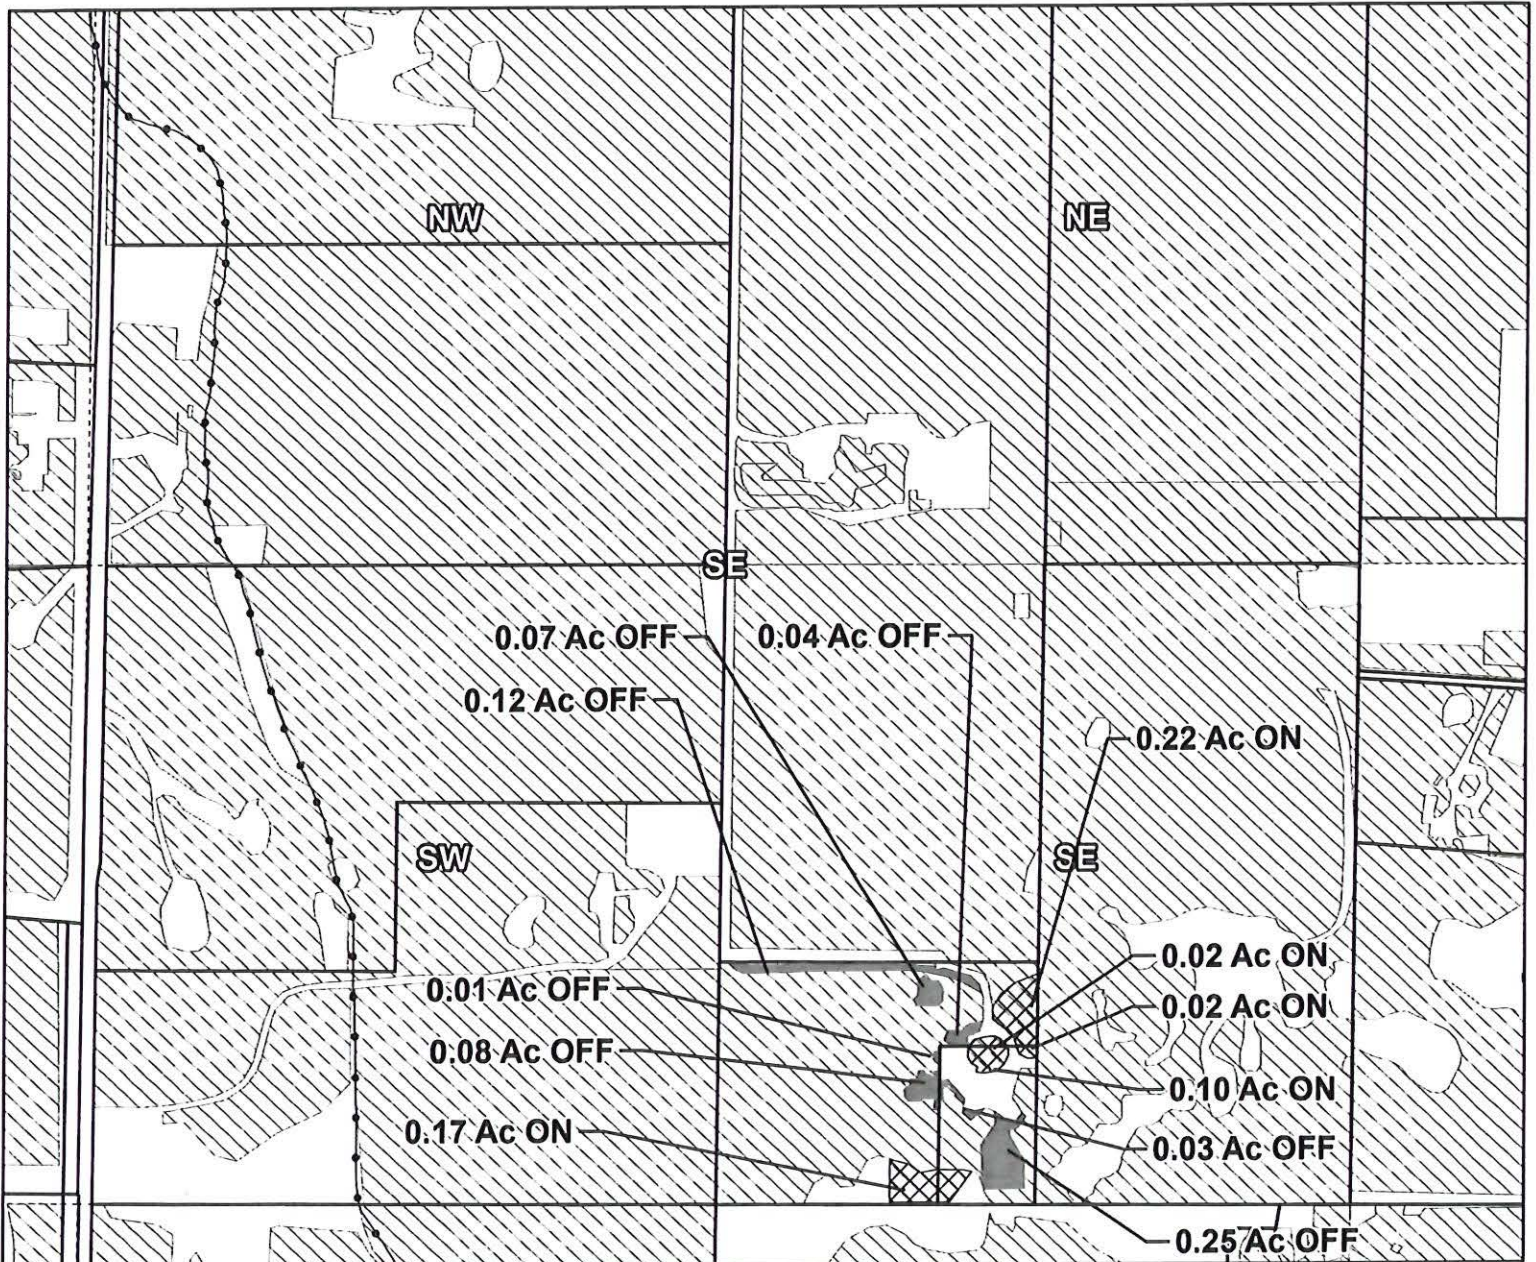 NW
NE
SE
0.07 Ac OFF
0.04 Ac OFF
0.12 Ac OFF
0.22 Ac ON
SW
SE
0.02 Ac ON
0.01 Ac OFF
0.02 Ac ON
0.08 Ac OFF
0.10 Ac ON
0.17 Ac ON
0.03 Ac OFF
0.25 Ac OFF